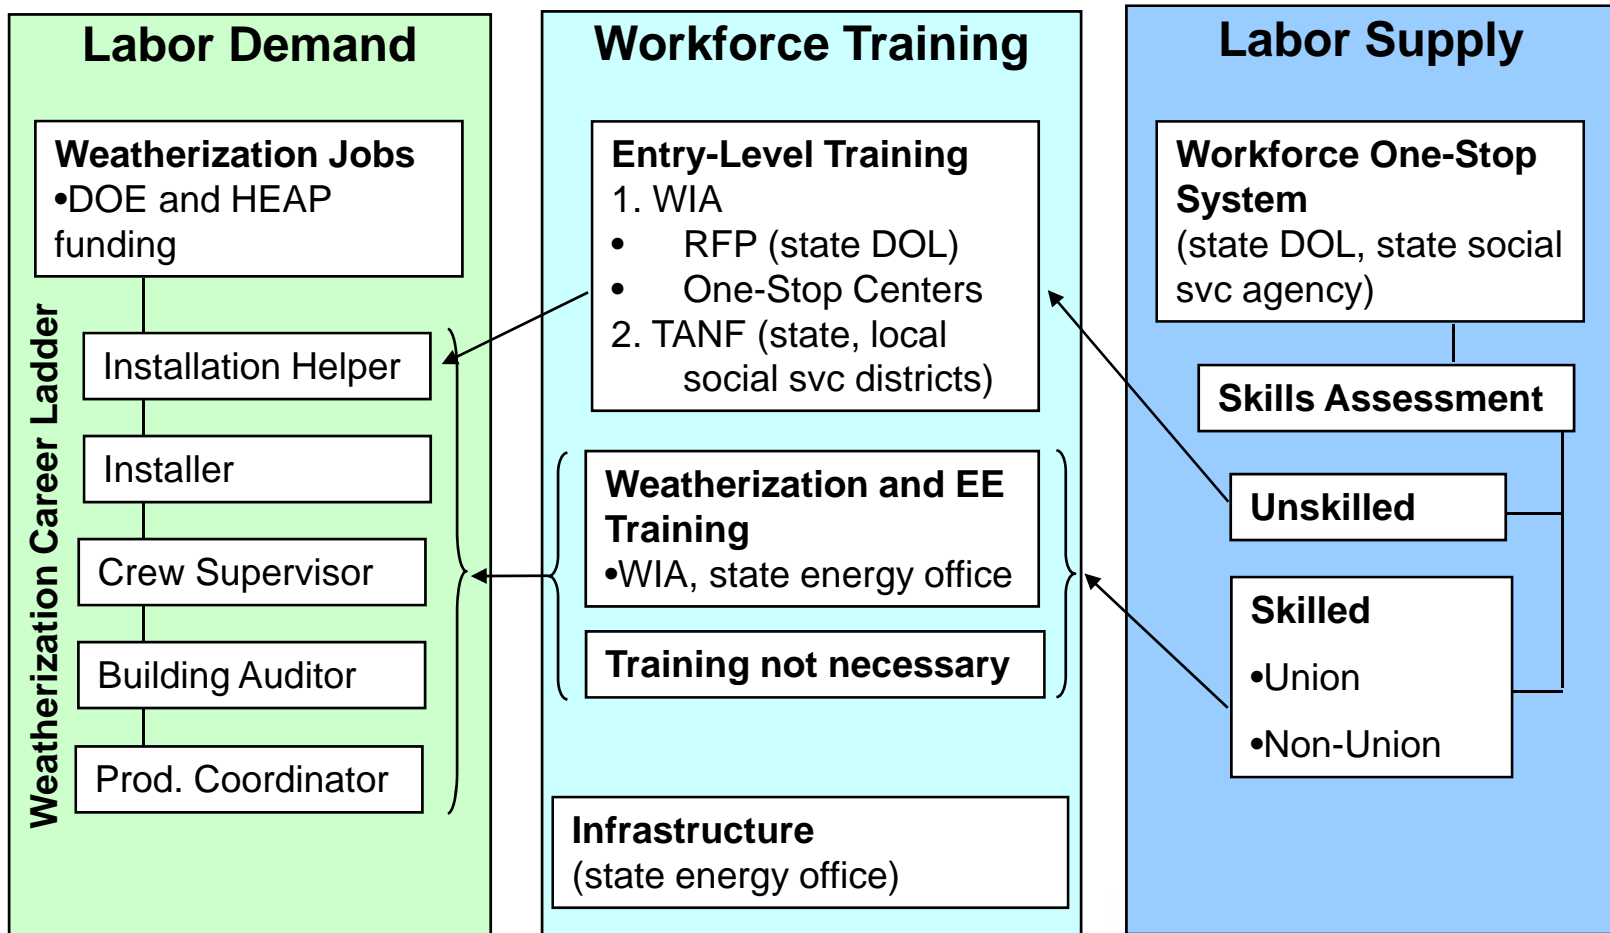 Labor Demand
Weatherization Jobs
•DOE and HEAP
funding
Weatherization Career Ladder
Installation Helper
Installer
Crew Supervisor
Building Auditor
Prod. Coordinator
Workforce Training
Entry-Level Training
1. WIA
• RFP (state DOL)
• One-Stop Centers
2. TANF (state, local
social svc districts)
Weatherization and EE
Training
•WIA, state energy office
Training not necessary
Infrastructure
(state energy office)
Labor Supply
Workforce One-Stop
System
(state DOL, state social
svc agency)
Skills Assessment
Unskilled
Skilled
•Union
•Non-Union